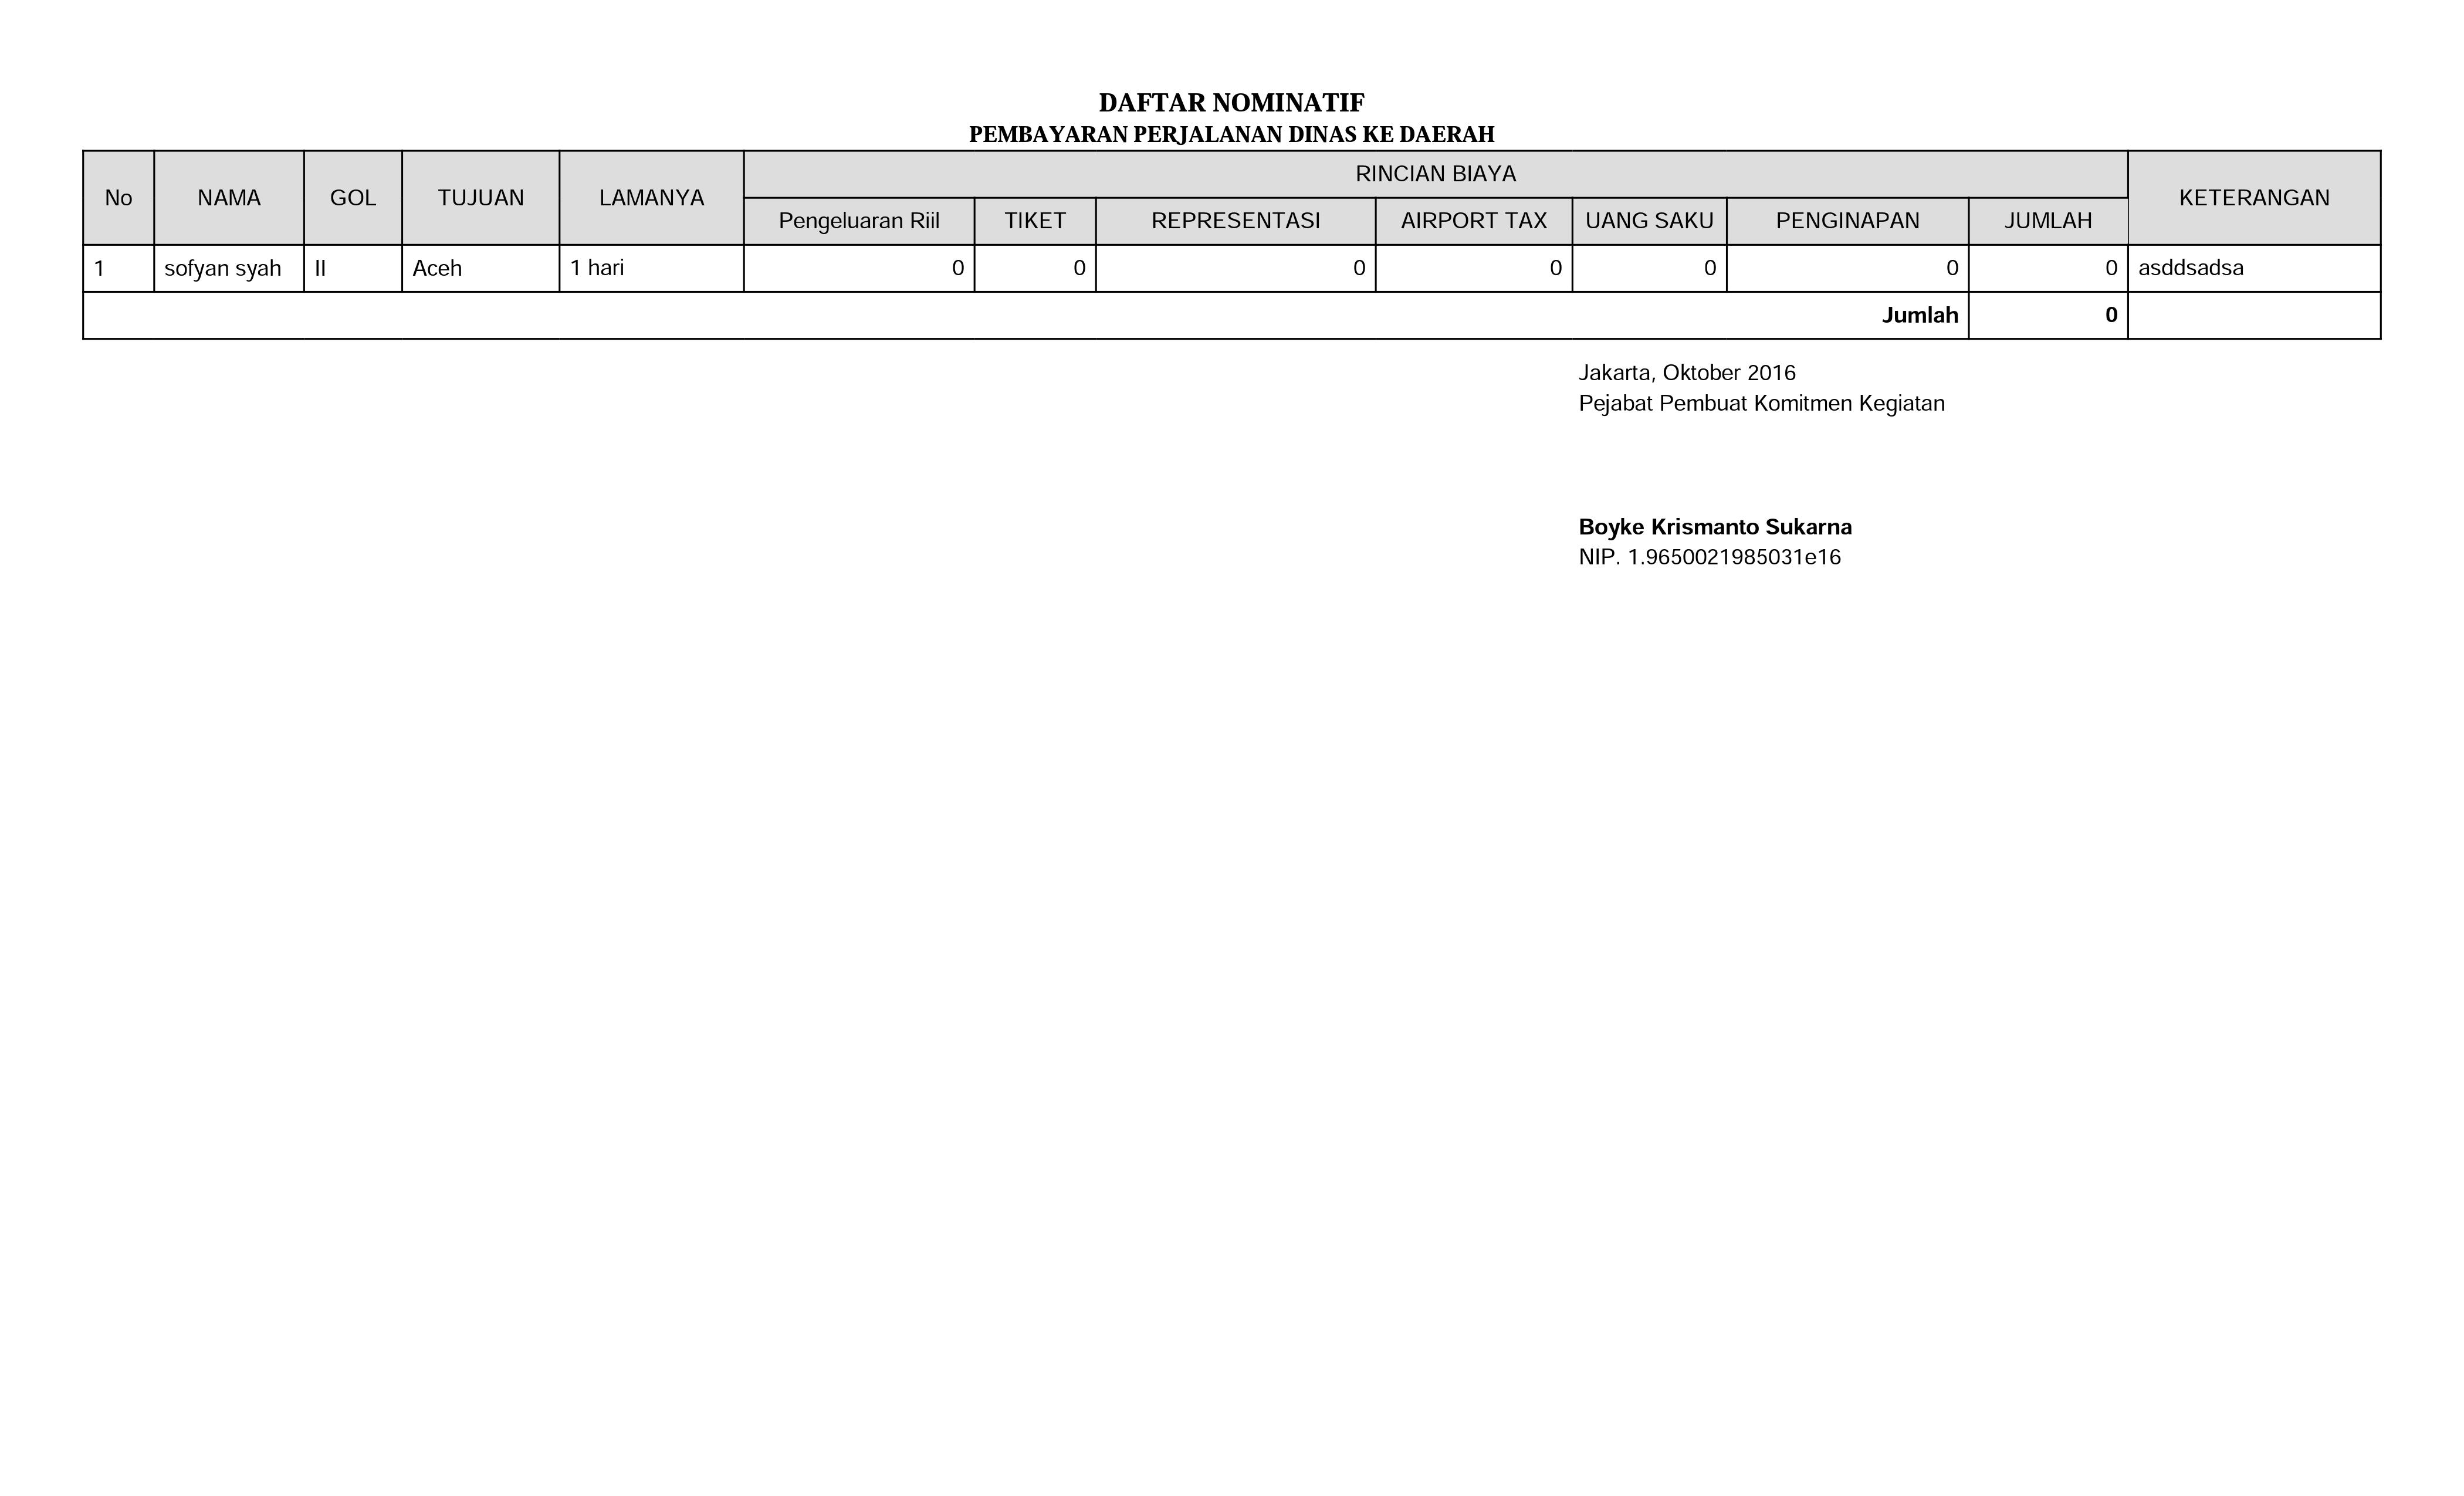 DAFTAR NOMINATIF
PEMBAYARAN PERJALANAN DINAS KE DAERAH
No NAMA GOL TUJUAN LAMANYA RINCIAN BIAYA KETERANGAN
Pengeluaran Riil TIKET REPRESENTASI AIRPORT TAX UANG SAKU PENGINAPAN JUMLAH
1 sofyan syah II Aceh 1 hari 0 0 0 0 0 0 0 asddsadsa
Jumlah 0
Jakarta, Oktober 2016
Pejabat Pembuat Komitmen Kegiatan
Boyke Krismanto Sukarna
NIP. 1.9650021985031e16